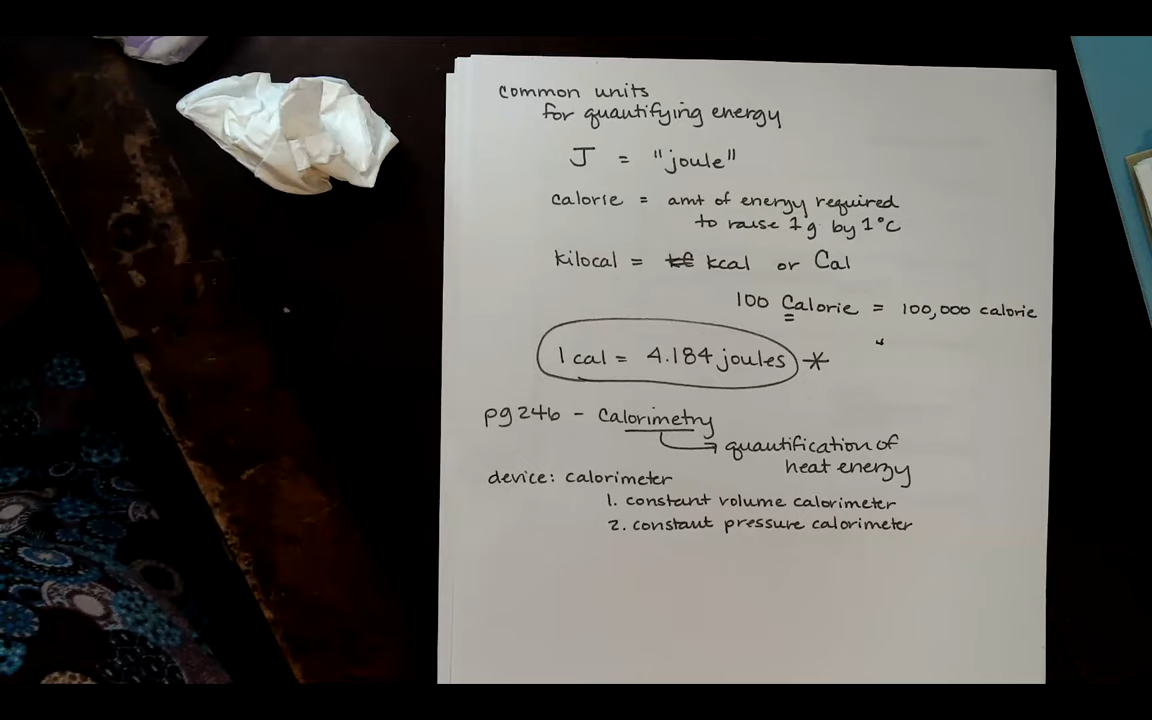 common units
for quantifying energy
J = "joule"
calorie = amt of energy required
to raise 1g by 1°C
kilocal = kcal or Cal
100 Calorie = 100,000 calorie
1 cal = 4.184 joules *
pg 246 - Calorimetry
quantification of
heat energy
device: calorimeter
1. constant volume calorimeter
2. constant pressure calorimeter